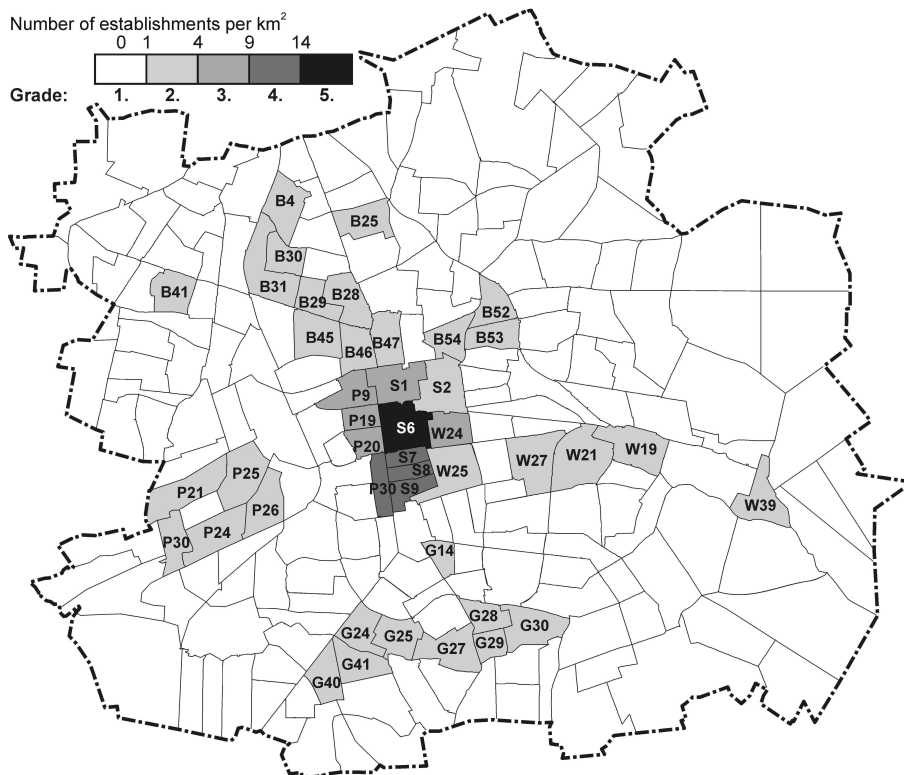 Number of establishments per km²
0 1 4 9 14
Grade: 1. 2. 3. 4. 5.
B4
B25
B30
B31
B41
B29
B28
B52
B45
B47
B54
B53
B46
S1
S2
P9
P19
S6
W24
P20
S7
S8
W25
W27
W21
W19
P25
P21
P30
S9
P26
W39
P24
P30
G14
G28
G24
G25
G27
G29
G30
G41
G40